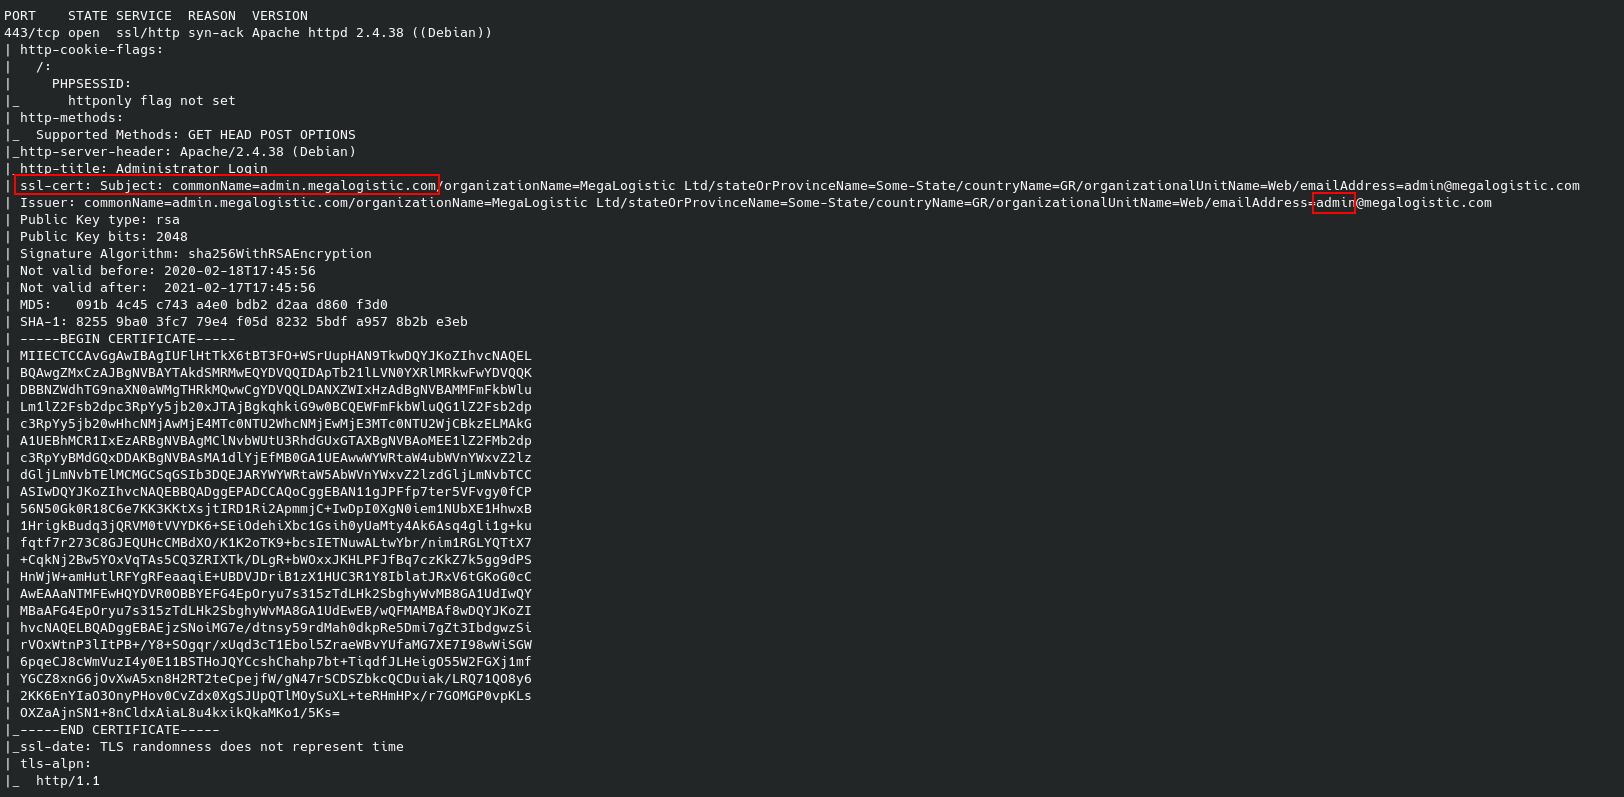 PORT    STATE SERVICE  REASON  VERSION
443/tcp open  ssl/http syn-ack Apache httpd 2.4.38 ((Debian))
| http-cookie-flags:
|   /:
|     PHPSESSID:
|_      httponly flag not set
| http-methods:
|_  Supported Methods: GET HEAD POST OPTIONS
|_http-server-header: Apache/2.4.38 (Debian)
|_http-title: Administrator Login
| ssl-cert: Subject: commonName=admin.megalogistic.com/organizationName=MegaLogistic Ltd/stateOrProvinceName=Some-State/countryName=GR/organizationalUnitName=Web/emailAddress=admin@megalogistic.com
| Issuer: commonName=admin.megalogistic.com/organizationName=MegaLogistic Ltd/stateOrProvinceName=Some-State/countryName=GR/organizationalUnitName=Web/emailAddress=admin@megalogistic.com
| Public Key type: rsa
| Public Key bits: 2048
| Signature Algorithm: sha256WithRSAEncryption
| Not valid before: 2020-02-18T17:45:56
| Not valid after:  2021-02-17T17:45:56
| MD5:   091b 4c45 c743 a4e0 bdb2 d2aa d860 f3d0
| SHA-1: 8255 9ba0 3fc7 79e4 f05d 8232 5bdf a957 8b2b e3eb
| -----BEGIN CERTIFICATE-----
| MIIECTCCAvGgAwIBAgIUFlHtTkX6tBT3FO+WSrUupHAN9TkwDQYJKoZIhvcNAQEL
| BQAwgZMxCzAJBgNVBAYTAkdSMRMwEQYDVQQIDApTb21lLVN0YXRlMRkwFwYDVQQK
| DBBNZWdhTG9naXN0aWMgTHRkMQwwCgYDVQQLDANXZWIxHzAdBgNVBAMMFmFkbWlu
| Lm1lZ2Fsb2dpc3RpYy5jb20xJTAjBgkqhkiG9w0BCQEWFmFkbWluQG1lZ2Fsb2dp
| c3RpYy5jb20wHhcNMjAwMjE4MTc0NTU2WhcNMjEwMjE3MTc0NTU2WjCBkzELMAkG
| A1UEBhMCR1IxEzARBgNVBAgMClNvbWUtU3RhdGUxGTAXBgNVBAoMEE1lZ2FMb2dp
| c3RpYyBMdGQxDDAKBgNVBAsMA1dlYjEfMB0GA1UEAwwWYWRtaW4ubWVnYWxvZ2lz
| dGljLmNvbTElMCMGCSqGSIb3DQEJARYWYWRtaW5AbWVnYWxvZ2lzdGljLmNvbTCC
| ASIwDQYJKoZIhvcNAQEBBQADggEPADCCAQoCggEBAN11gJPFfp7ter5VFvgy0fCP
| 56N50Gk0R18C6e7KK3KKtXsjtIRD1Ri2ApmmjC+IwDpI0XgN0iem1NUbXE1HhwxB
| 1HrigkBudq3jQRVM0tVVYDK6+SEiOdehiXbc1Gsih0yUaMty4Ak6Asq4gli1g+ku
| fqtf7r273C8GJEQUHcCMBdXO/K1K2oTK9+bcsIETNuwALtwYbr/nim1RGLYQTtX7
| +CqkNj2Bw5YOxVqTAs5CQ3ZRIXTk/DLgR+bWOxxJKHLPFJfBq7czKkZ7k5gg9dPS
| HnWjW+amHutlRFYgRFeaaqiE+UBDVJDriB1zX1HUC3R1Y8IblatJRxV6tGKoG0cC
| AwEAAaNTMFEwHQYDVR0OBBYEFG4EpOryu7s315zTdLHk2SbghyWvMB8GA1UdIwQY
| MBaAFG4EpOryu7s315zTdLHk2SbghyWvMA8GA1UdEwEB/wQFMAMBAf8wDQYJKoZI
| hvcNAQELBQADggEBAEjzSNoiMG7e/dtnsy59rdMah0dkpRe5Dmi7gZt3IbdgwzSi
| rVOxWtnP3lItPB+/Y8+SOgqr/xUqd3cT1Ebol5ZraeWBvYUfaMG7XE7I98wWiSGW
| 6pqeCJ8cWmVuzI4y0E11BSTHoJQYCcshChahp7bt+TiqdfJLHeigO55W2FGXj1mf
| YGCZ8xnG6jOvXwA5xn8H2RT2teCpejfW/gN47rSCDSZbkcQCDuiak/LRQ71QO8y6
| 2KK6EnYIaO3OnyPHov0CvZdx0XgSJUpQTlMOySuXL+teRHmHPx/r7GOMGP0vpKLs
| OXZaAjnSN1+8nCldxAiaL8u4kxikQkaMKo1/5Ks=
|_-----END CERTIFICATE-----
|_ssl-date: TLS randomness does not represent time
| tls-alpn:
|_  http/1.1